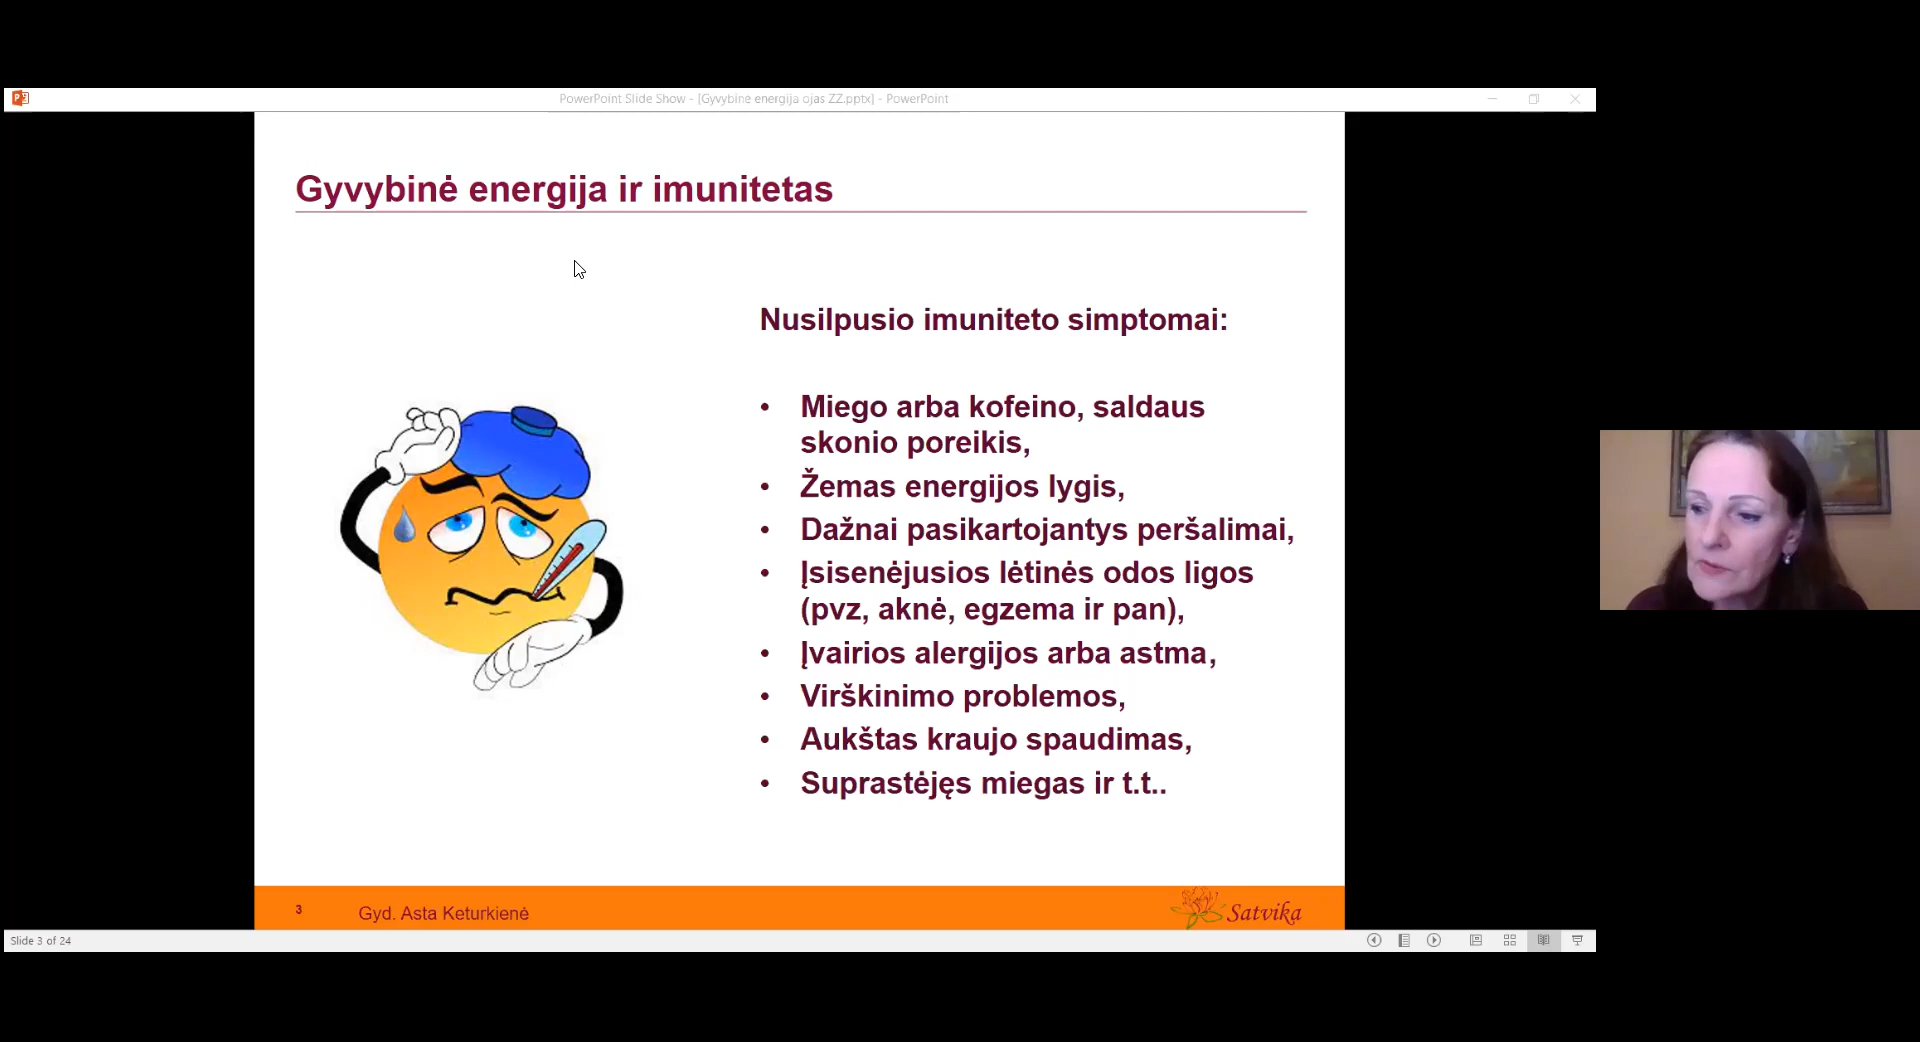 PowerPoint Slide Show - [Gyvybinė energija ojas ZZ.pptx] - PowerPoint
Gyvybinė energija ir imunitetas
Nusilpusio imuniteto simptomai:
• Miego arba kofeino, saldaus
skonio poreikis,
• Žemas energijos lygis,
• Dažnai pasikartojantys peršalimai,
• Įsisenėjusios lėtinės odos ligos
(pvz, aknė, egzema ir pan),
• Įvairios alergijos arba astma,
• Virškinimo problemos,
• Aukštas kraujo spaudimas,
• Suprastėjęs miegas ir t.t..
3
Gyd. Asta Keturkienė
Satvika
Slide 3 of 24